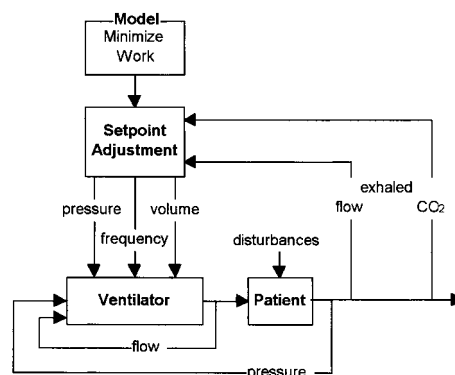 Model
Minimize
Work
Setpoint
Adjustment
pressure
volume
frequency
exhaled
flow
CO₂
disturbances
Ventilator
Patient
flow
pressure